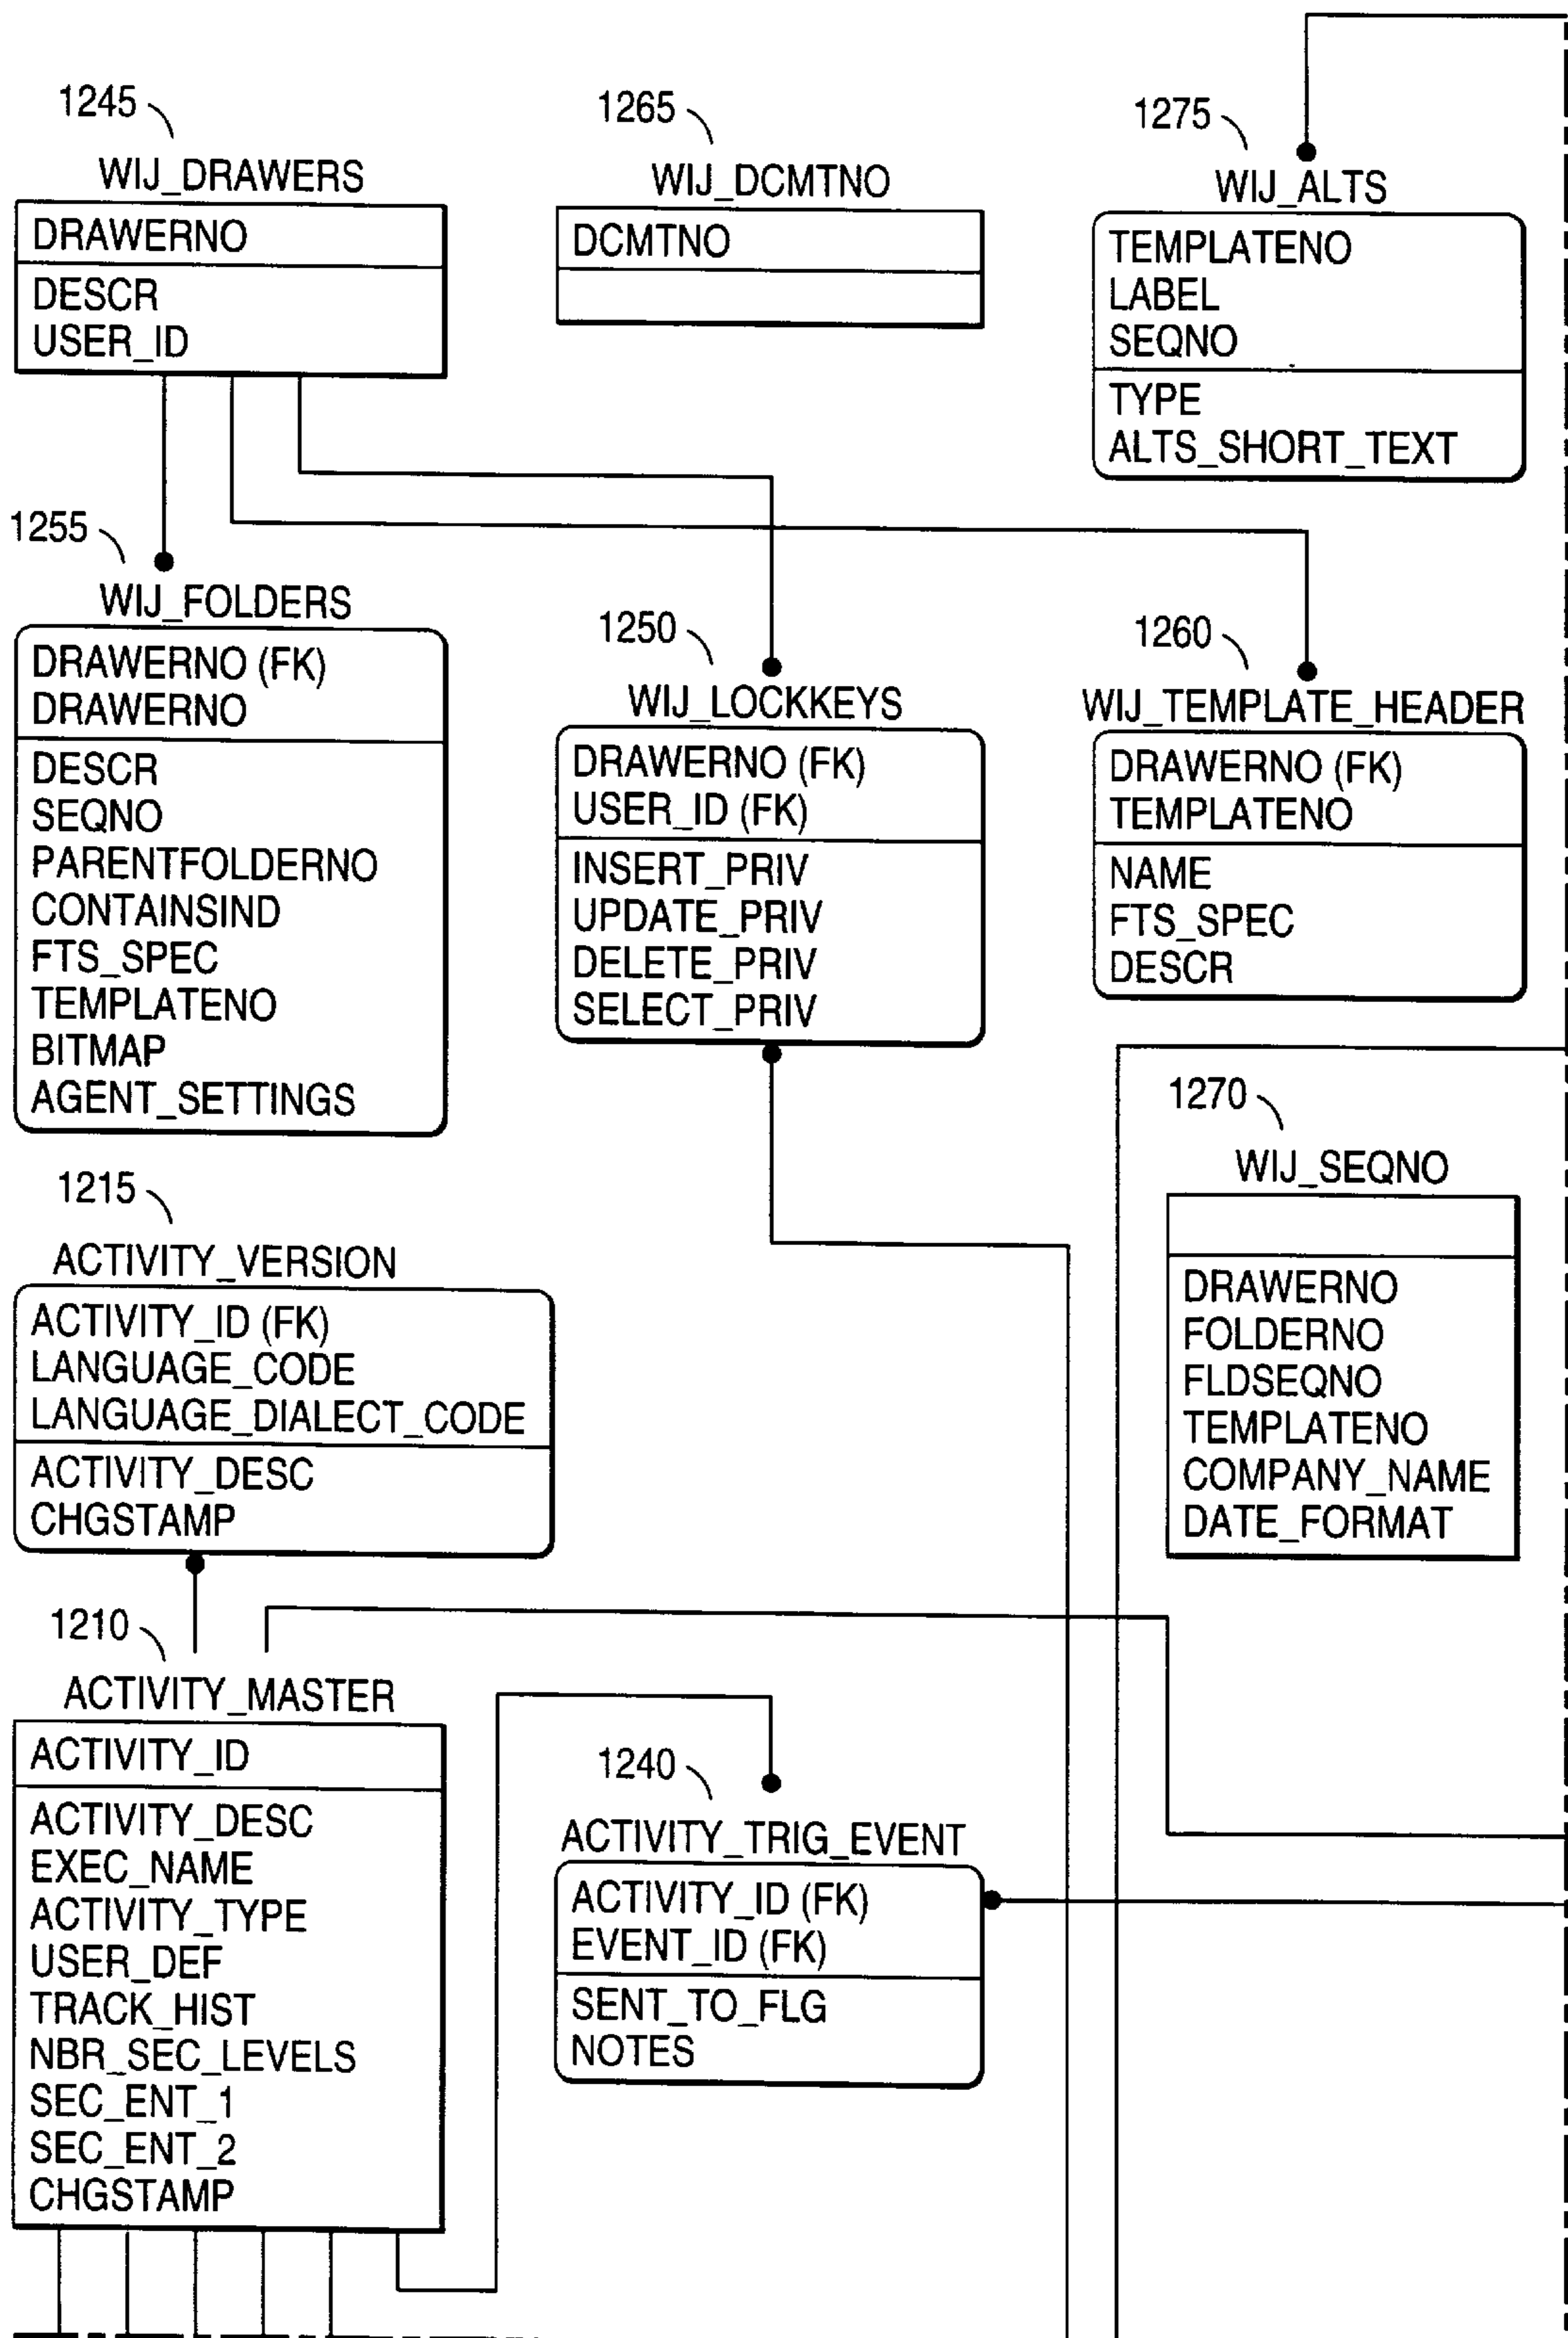 1245
WIJ_DRAWERS
DRAWERNO
DESCR
USER_ID
1265
WIJ_DCMTNO
DCMTNO
1275
WIJ_ALTS
TEMPLATENO
LABEL
SEQNO
TYPE
ALTS_SHORT_TEXT
1255
WIJ_FOLDERS
DRAWERNO (FK)
DRAWERNO
DESCR
SEQNO
PARENTFOLDERNO
CONTAINSIND
FTS_SPEC
TEMPLATENO
BITMAP
AGENT_SETTINGS
1250
WIJ_LOCKKEYS
DRAWERNO (FK)
USER_ID (FK)
INSERT_PRIV
UPDATE_PRIV
DELETE_PRIV
SELECT_PRIV
1260
WIJ_TEMPLATE_HEADER
DRAWERNO (FK)
TEMPLATENO
NAME
FTS_SPEC
DESCR
1215
ACTIVITY_VERSION
ACTIVITY_ID (FK)
LANGUAGE_CODE
LANGUAGE_DIALECT_CODE
ACTIVITY_DESC
CHGSTAMP
1270
WIJ_SEQNO
DRAWERNO
FOLDERNO
FLDSEQNO
TEMPLATENO
COMPANY_NAME
DATE_FORMAT
1210
ACTIVITY_MASTER
ACTIVITY_ID
ACTIVITY_DESC
EXEC_NAME
ACTIVITY_TYPE
USER_DEF
TRACK_HIST
NBR_SEC_LEVELS
SEC_ENT_1
SEC_ENT_2
CHGSTAMP
1240
ACTIVITY_TRIG_EVENT
ACTIVITY_ID (FK)
EVENT_ID (FK)
SENT_TO_FLG
NOTES